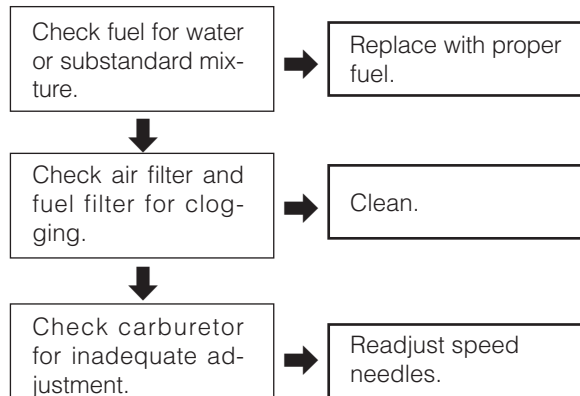 Check fuel for water
or substandard mix-
ture.
Replace with proper
fuel.
Check air filter and
fuel filter for clog-
ging.
Clean.
Check carburetor
for inadequate ad-
justment.
Readjust speed
needles.